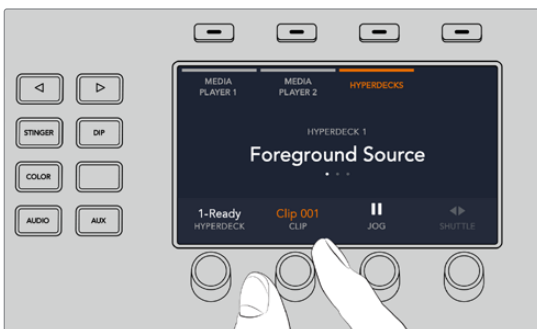 MEDIA
PLAYER 1
MEDIA
PLAYER 2
HYPERDECKS
HYPERDECK 1
Foreground Source
1-Ready
HYPERDECK
Clip 001
CLIP
JOG
SHUTTLE
STINGER
DIP
COLOR
AUDIO
AUX